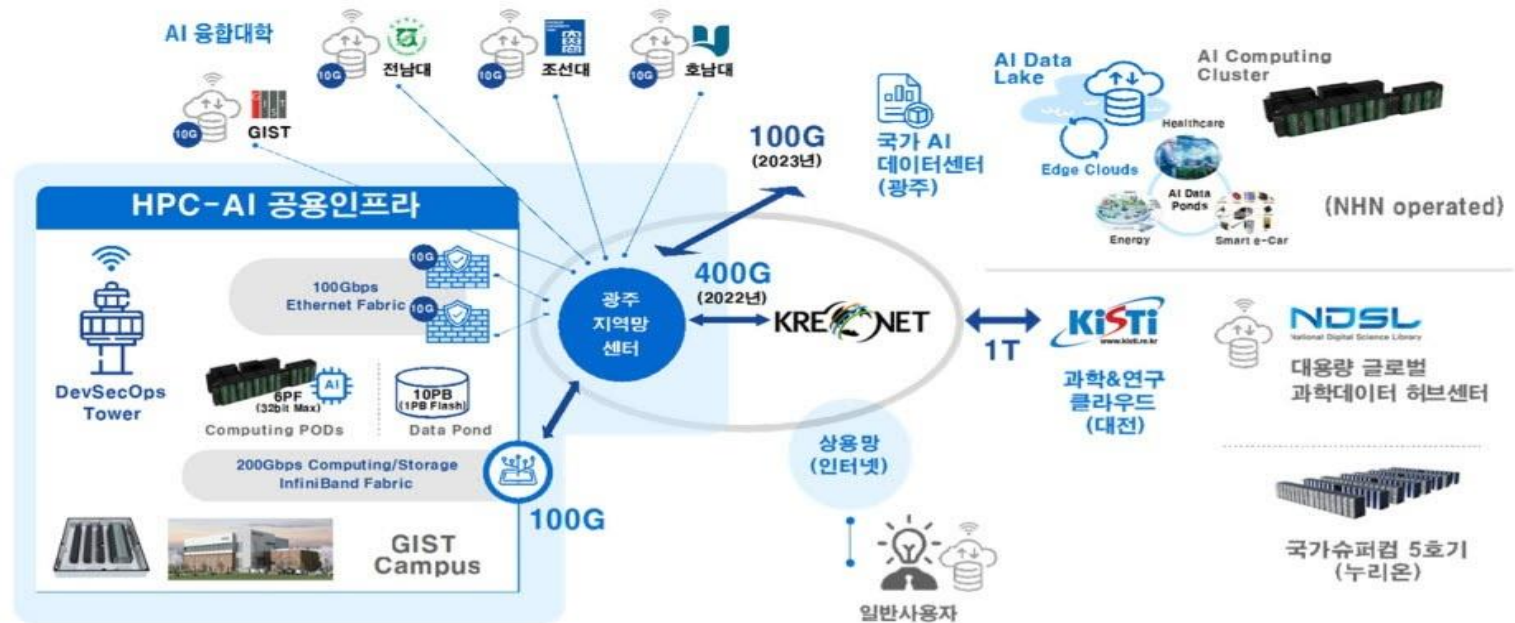 AI 융합대학
10G
GIST
10G
전남대
10G
조선대
10G
호남대
HPC-AI 공용인프라
DevSecOps
Tower
100Gbps
Ethernet Fabric
10G
10G
6PF
(32bit Max)
AI
Computing PODs
10PB
(1PB Flash)
Data Pond
200Gbps Computing/Storage
InfiniBand Fabric
100G
GIST
Campus
광주
지역망
센터
100G
(2023년)
400G
(2022년)
KREONET
상용망
(인터넷)
일반사용자
국가 AI
데이터센터
(광주)
AI Data
Lake
Edge Clouds
Healthcare
AI Data
Ponds
Energy
Smart e-Car
AI Computing
Cluster
(NHN operated)
1T
KiSTi
www.kisti.re.kr
과학&연구
클라우드
(대전)
NDSL
National Digital Science Library
대용량 글로벌
과학데이터 허브센터
국가슈퍼컴 5호기
(누리온)